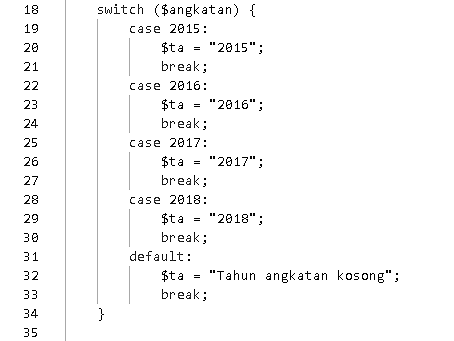 18 switch ($angkatan) {
19 case 2015:
20 $ta = "2015";
21 break;
22 case 2016:
23 $ta = "2016";
24 break;
25 case 2017:
26 $ta = "2017";
27 break;
28 case 2018:
29 $ta = "2018";
30 break;
31 default:
32 $ta = "Tahun angkatan kosong";
33 break;
34 }
35